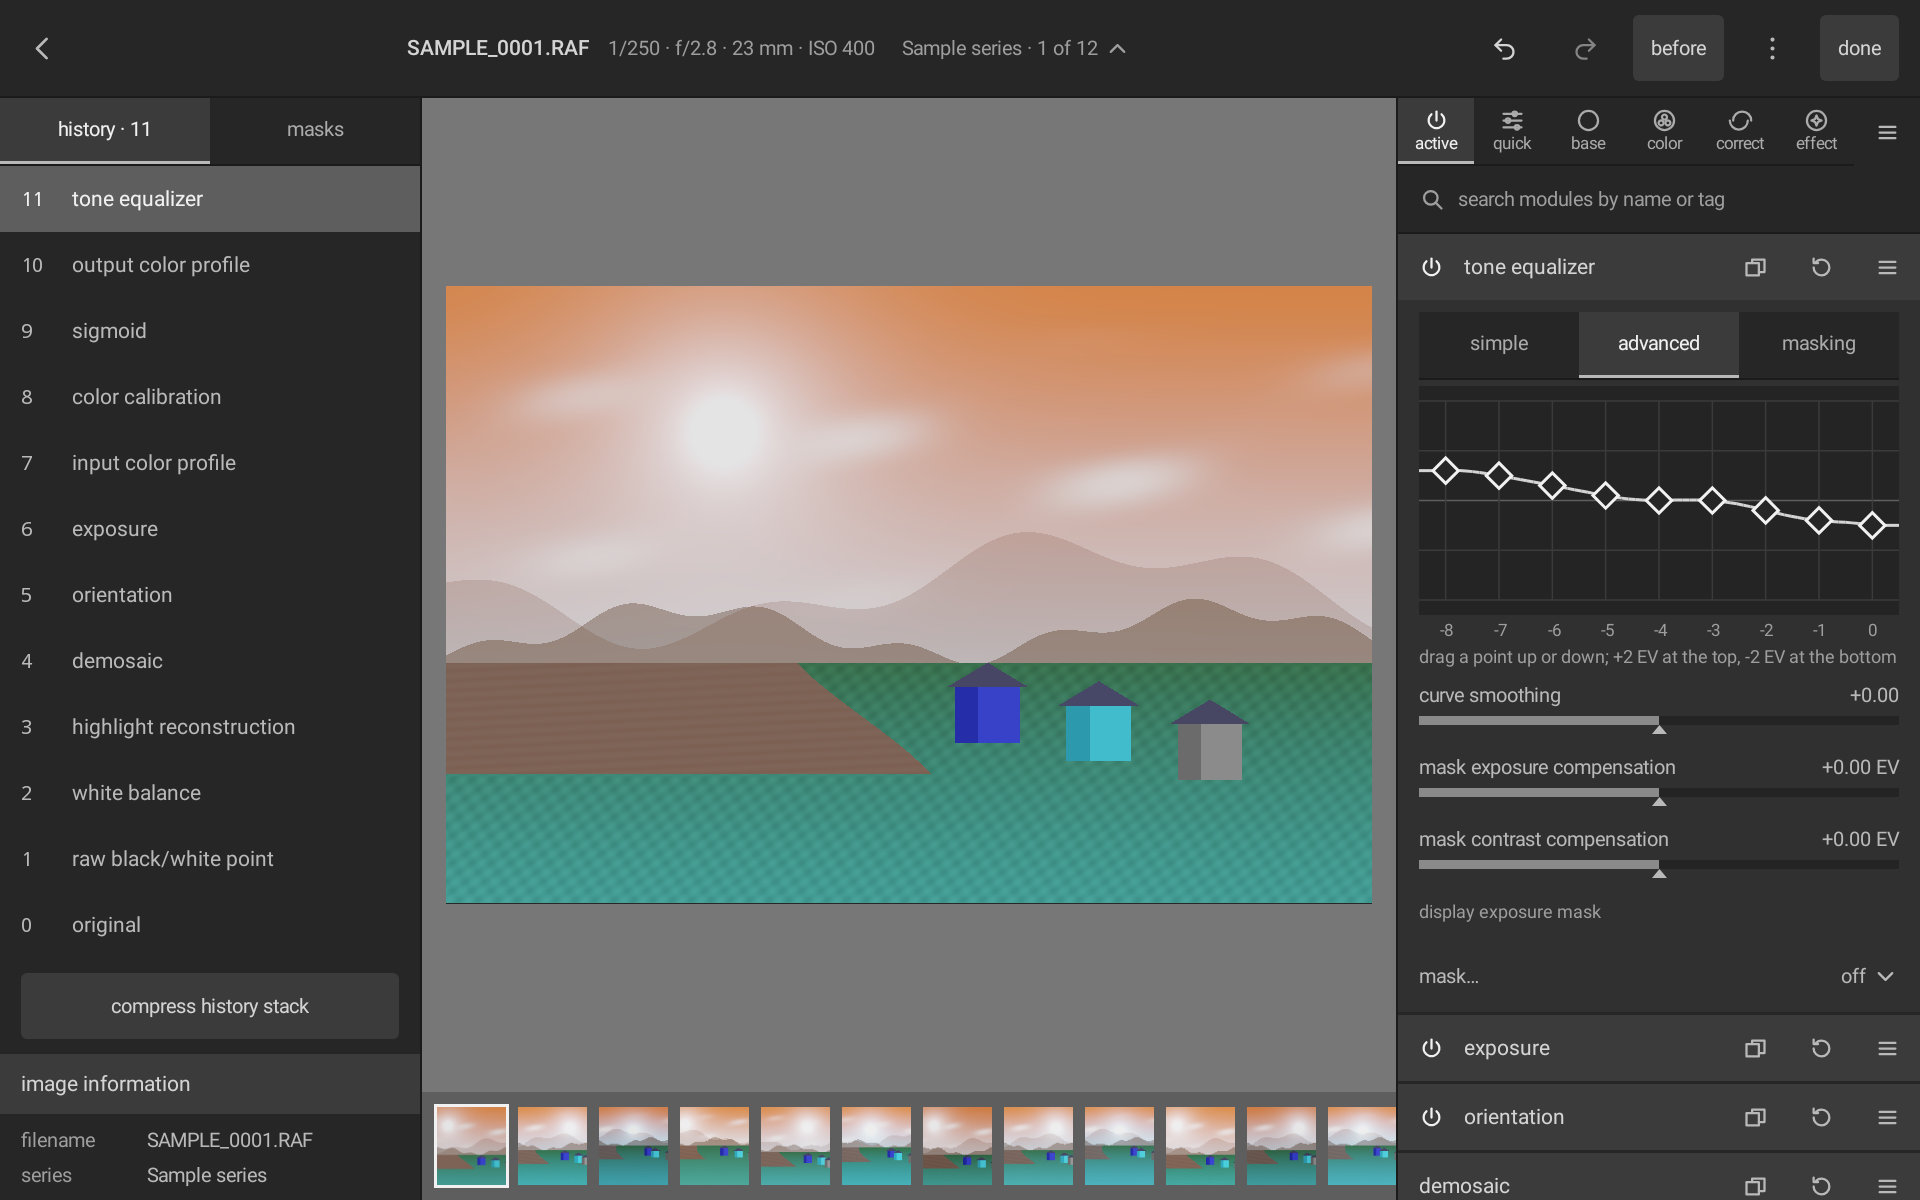 SAMPLE_0001.RAF 1/250 · f/2.8 · 23 mm · ISO 400 Sample series · 1 of 12
before
done
history · 11
masks
11 tone equalizer
10 output color profile
9 sigmoid
8 color calibration
7 input color profile
6 exposure
5 orientation
4 demosaic
3 highlight reconstruction
2 white balance
1 raw black/white point
0 original
compress history stack
image information
filename SAMPLE_0001.RAF
series Sample series
active quick base color correct effect
search modules by name or tag
tone equalizer
simple advanced masking
-8 -7 -6 -5 -4 -3 -2 -1 0
drag a point up or down; +2 EV at the top, -2 EV at the bottom
curve smoothing +0.00
mask exposure compensation +0.00 EV
mask contrast compensation +0.00 EV
display exposure mask
mask... off
exposure
orientation
demosaic